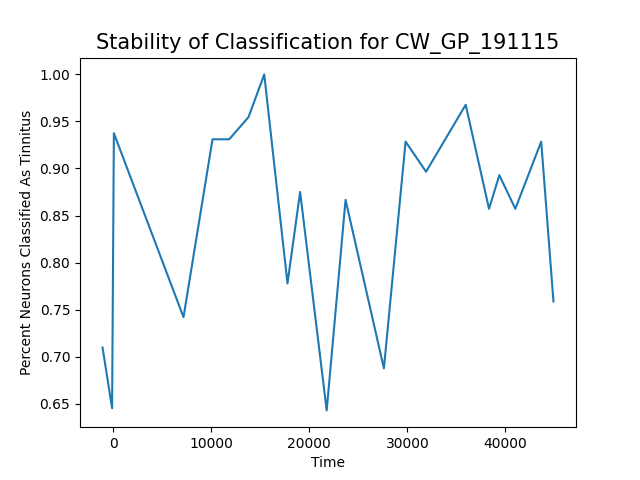 Stability of Classification for CW_GP_191115
Percent Neurons Classified As Tinnitus
1.00
0.95
0.90
0.85
0.80
0.75
0.70
0.65
0 10000 20000 30000 40000
Time